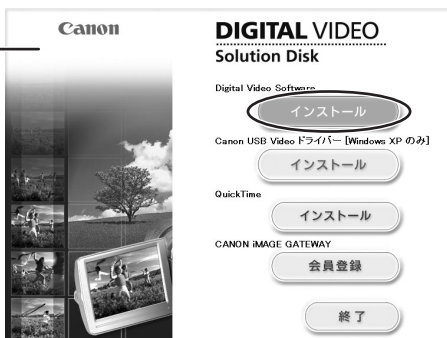 Canon
DIGITAL VIDEO
Solution Disk
Digital Video Software
インストール
Canon USB Video ドライバー [Windows XP のみ]
インストール
QuickTime
インストール
CANON iMAGE GATEWAY
会員登録
終了